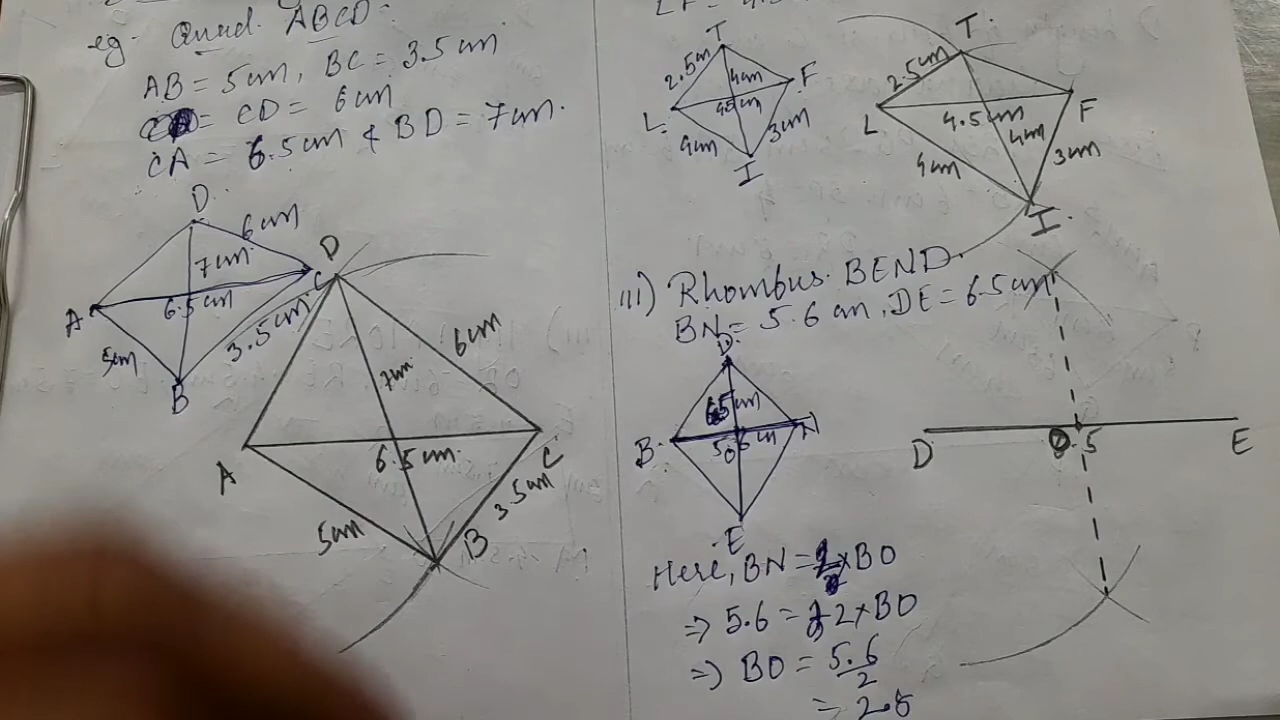 eg. Quad. ABCD:
AB = 5cm, BC = 3.5cm
= CD = 6cm
CA = 6.5cm & BD = 7cm.
D.
6cm
7cm
A
6.5cm
C
5cm
3.5cm
B
D
6cm
7cm
A
6.5cm
C
5cm
3.5cm
B
T
2.5cm
4cm
F
L
4cm
3cm
I
T.
2.5cm
L
4.5cm
F
4cm
4cm
3cm
I.
iii) Rhombus BEND.
BN = 5.6cm, DE = 6.5cm
D
6.5cm
B
5.6cm
N
O
E
D
6.5
E
Here, BN = 2 × BO
⇒ 5.6 = 2 × BO
⇒ BO = 5.6/2
= 2.8